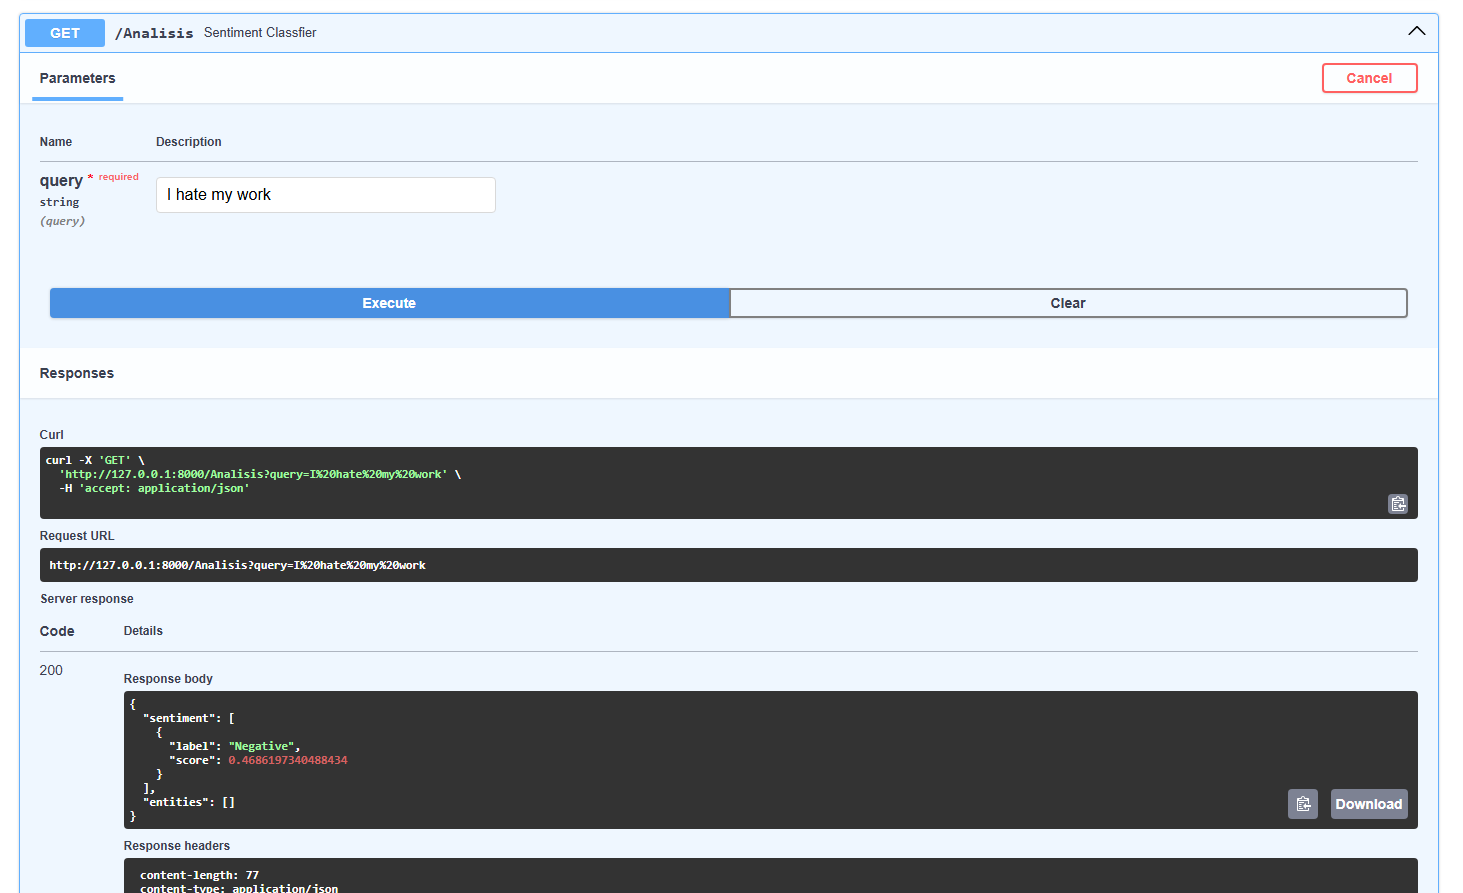 GET /Analisis Sentiment Classfier
Parameters
Cancel
Name Description
query * required
string
(query)
I hate my work
Execute
Clear
Responses
Curl
curl -X 'GET' \
'http://127.0.0.1:8000/Analisis?query=I%20hate%20my%20work' \
-H 'accept: application/json'
Request URL
http://127.0.0.1:8000/Analisis?query=I%20hate%20my%20work
Server response
Code Details
200
Response body
{
"sentiment": [
{
"label": "Negative",
"score": 0.4686197340488434
}
],
"entities": []
}
Download
Response headers
content-length: 77
content-type: application/json